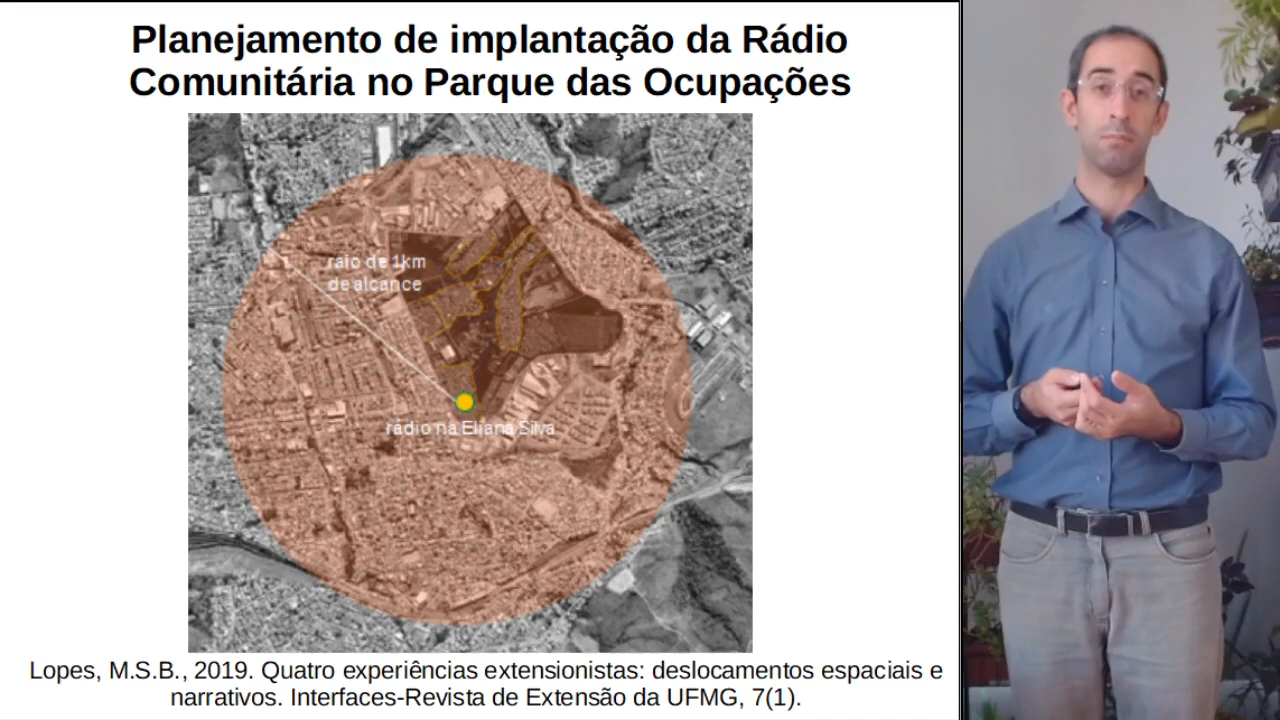 Planejamento de implantação da Rádio
Comunitária no Parque das Ocupações
raio de 1km
de alcance
rádio na Eliana Silva
Lopes, M.S.B., 2019. Quatro experiências extensionistas: deslocamentos espaciais e
narrativos. Interfaces-Revista de Extensão da UFMG, 7(1).